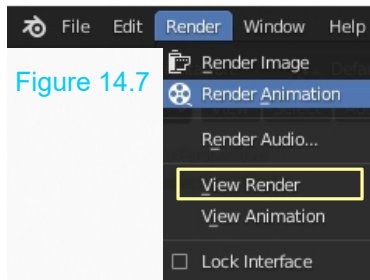 File Edit Render Window Help
Figure 14.7
Render Image
Render Animation
Render Audio...
View Render
View Animation
Lock Interface